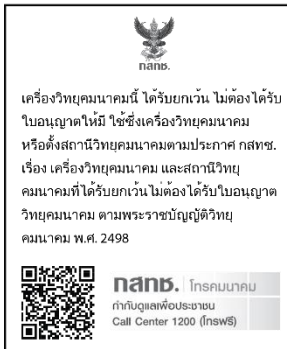 กสทช.
เครื่องวิทยุคมนาคมนี้ ได้รับยกเว้น ไม่ต้องได้รับ
ใบอนุญาตให้มี ใช้ซึ่งเครื่องวิทยุคมนาคม
หรือตั้งสถานีวิทยุคมนาคมตามประกาศ กสทช.
เรื่อง เครื่องวิทยุคมนาคม และสถานีวิทยุ
คมนาคมที่ได้รับยกเว้นไม่ต้องได้รับใบอนุญาต
วิทยุคมนาคม ตามพระราชบัญญัติวิทยุ
คมนาคม พ.ศ. 2498
กสทช. โทรคมนาคม
กำกับดูแลเพื่อประชาชน
Call Center 1200 (โทรฟรี)